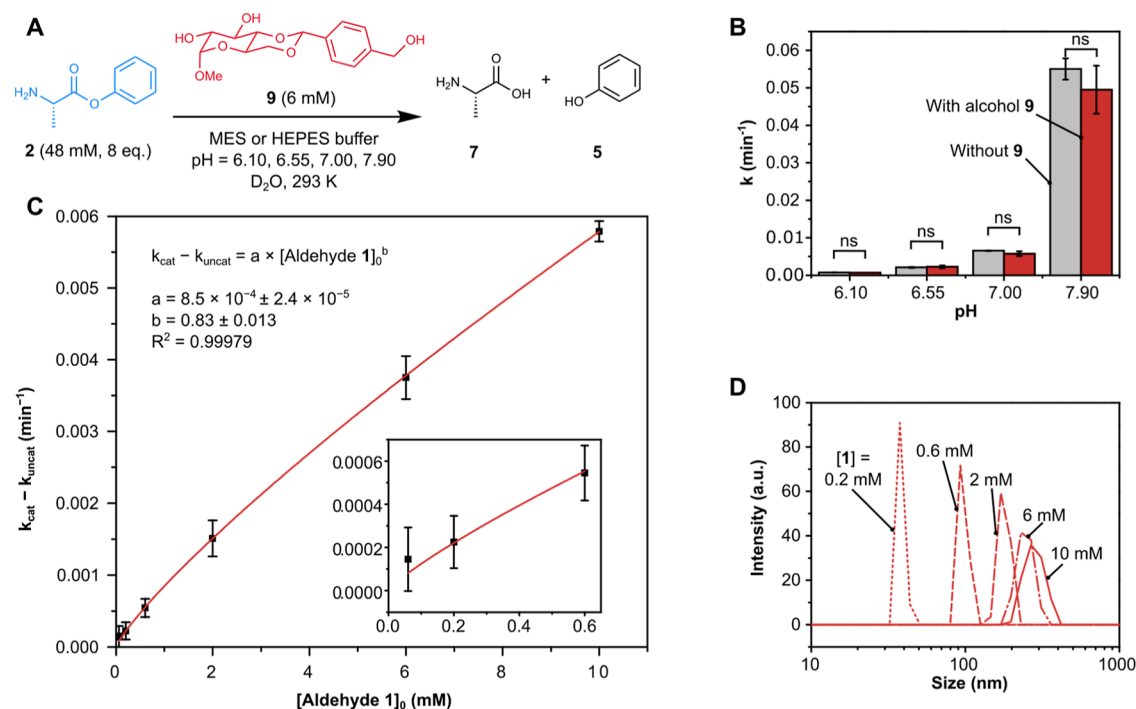 A
OH
HO
O
O
O
OMe
OH
O
H₂N
O
2 (48 mM, 8 eq.)
9 (6 mM)
MES or HEPES buffer
pH = 6.10, 6.55, 7.00, 7.90
D₂O, 293 K
O
H₂N
OH
7
+
HO
5
B
k (min⁻¹)
0.06
0.05
0.04
0.03
0.02
0.01
0.00
ns
ns
ns
ns
With alcohol 9
Without 9
6.10 6.55 7.00 7.90
pH
C
k_cat – k_uncat (min⁻¹)
0.006
0.005
0.004
0.003
0.002
0.001
0.000
k_cat – k_uncat = a × [Aldehyde 1]₀ᵇ
a = 8.5 × 10⁻⁴ ± 2.4 × 10⁻⁵
b = 0.83 ± 0.013
R² = 0.99979
0.0006
0.0004
0.0002
0.0000
0.0 0.2 0.4 0.6
0 2 4 6 8 10
[Aldehyde 1]₀ (mM)
D
Intensity (a.u.)
100
80
60
40
20
0
[1] =
0.2 mM
0.6 mM
2 mM
6 mM
10 mM
10 100 1000
Size (nm)